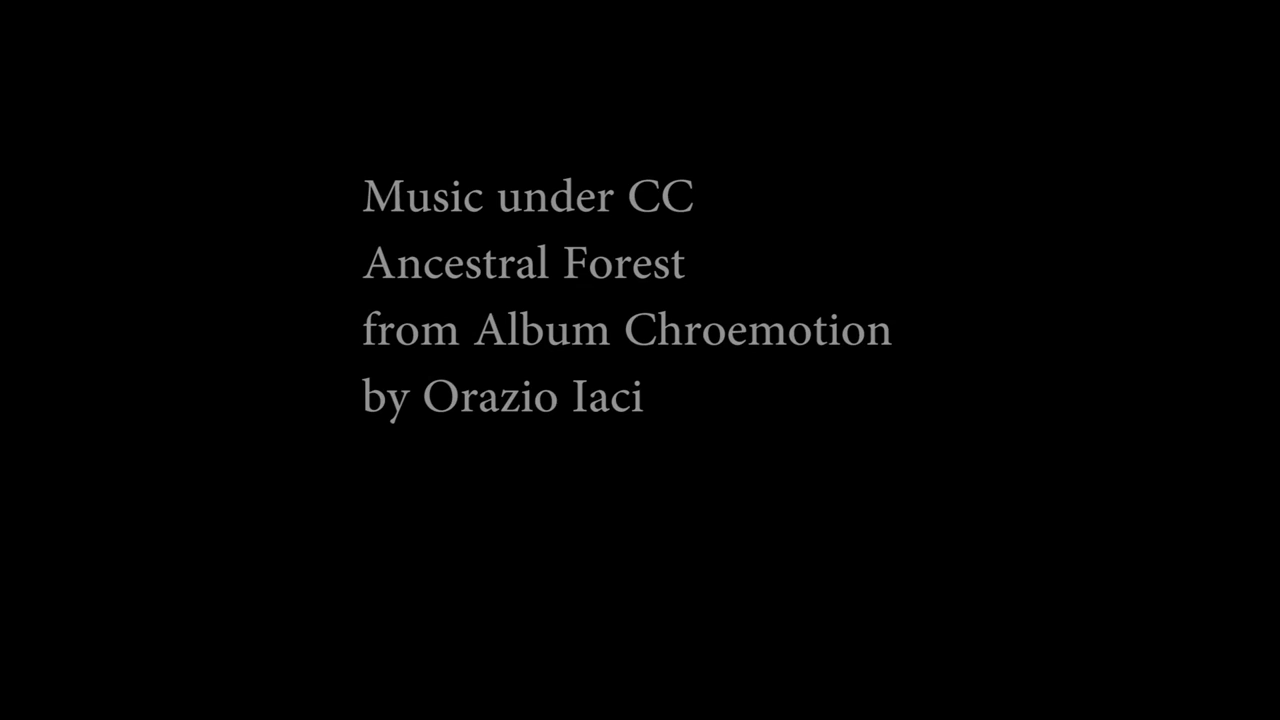 Music under CC
Ancestral Forest
from Album Chroemotion
by Orazio Iaci